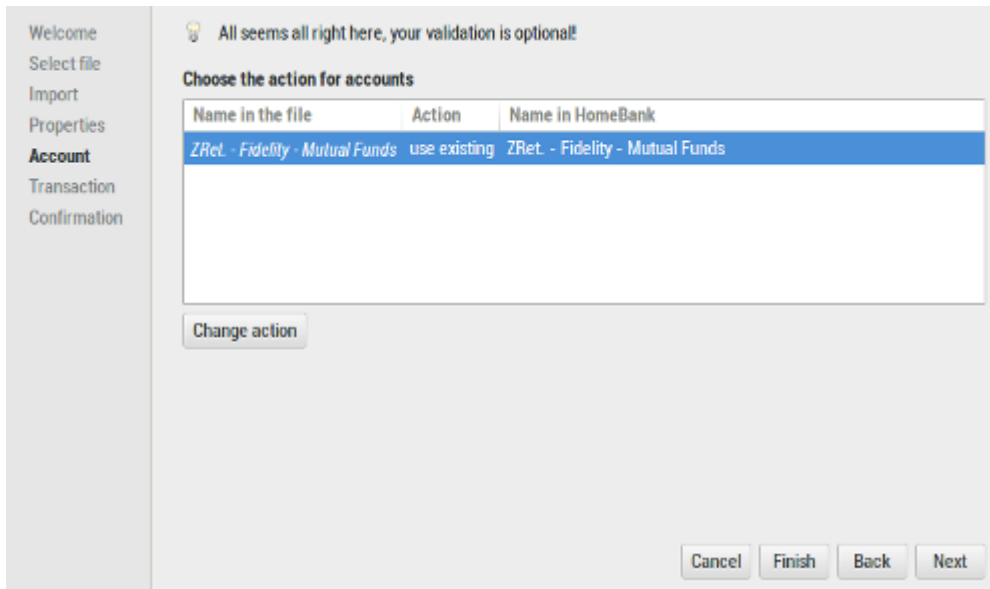 Welcome
Select file
Import
Properties
Account
Transaction
Confirmation
All seems all right here, your validation is optional!
Choose the action for accounts
Name in the file Action Name in HomeBank
ZRet. - Fidelity - Mutual Funds use existing ZRet. - Fidelity - Mutual Funds
Change action
Cancel Finish Back Next